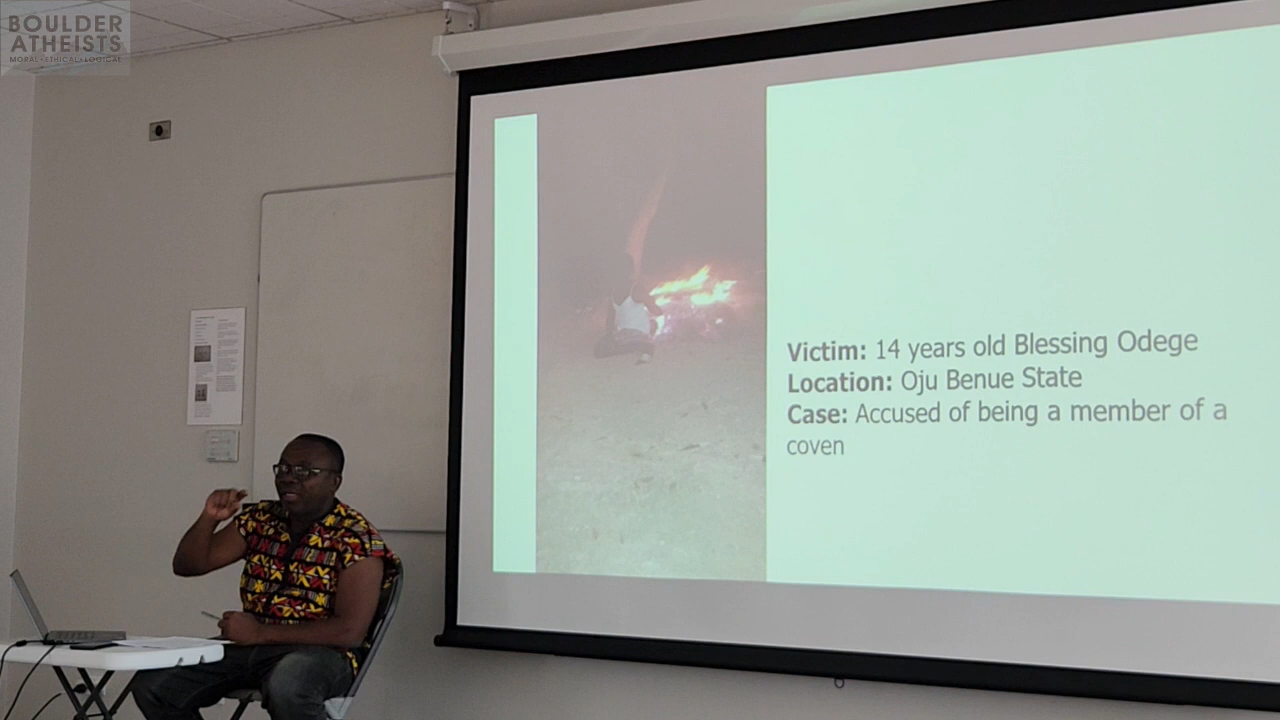 BOULDER
ATHEISTS
MORAL•ETHICAL•LOGICAL
Victim: 14 years old Blessing Odege
Location: Oju Benue State
Case: Accused of being a member of a
coven